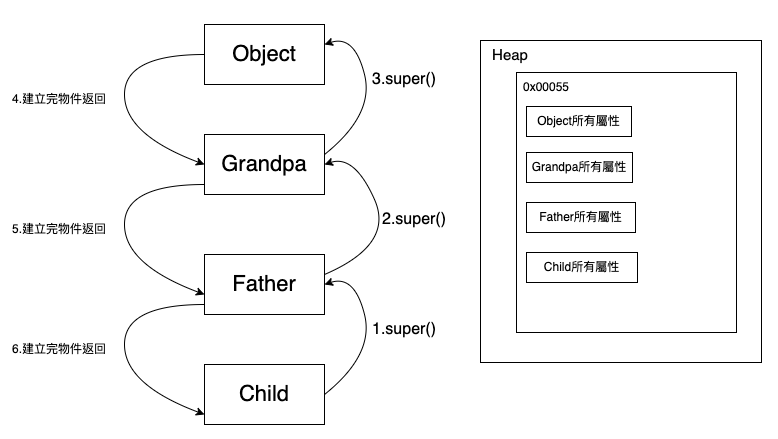 Object
3.super()
4.建立完物件返回
Grandpa
2.super()
5.建立完物件返回
Father
1.super()
6.建立完物件返回
Child
Heap
0x00055
Object所有屬性
Grandpa所有屬性
Father所有屬性
Child所有屬性